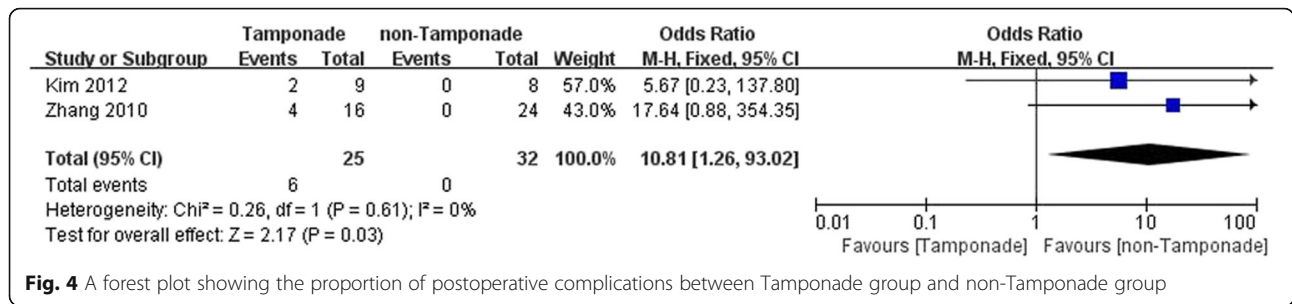 Tamponade non-Tamponade Odds Ratio Odds Ratio
Study or Subgroup Events Total Events Total Weight M-H, Fixed, 95% CI M-H, Fixed, 95% CI
Kim 2012 2 9 0 8 57.0% 5.67 [0.23, 137.80]
Zhang 2010 4 16 0 24 43.0% 17.64 [0.88, 354.35]
Total (95% CI) 25 32 100.0% 10.81 [1.26, 93.02]
Total events 6 0
Heterogeneity: Chi² = 0.26, df = 1 (P = 0.61); I² = 0%
Test for overall effect: Z = 2.17 (P = 0.03)
0.01 0.1 1 10 100
Favours [Tamponade] Favours [non-Tamponade]
Fig. 4 A forest plot showing the proportion of postoperative complications between Tamponade group and non-Tamponade group